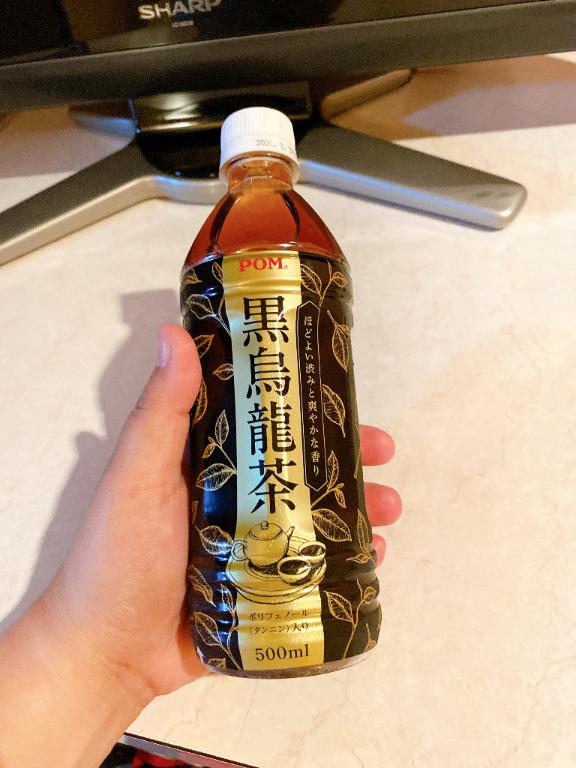 SHARP
POM
黒烏龍茶
ほどよい渋みと爽やかな香り
ポリフェノール
(タンニン)入り
500ml